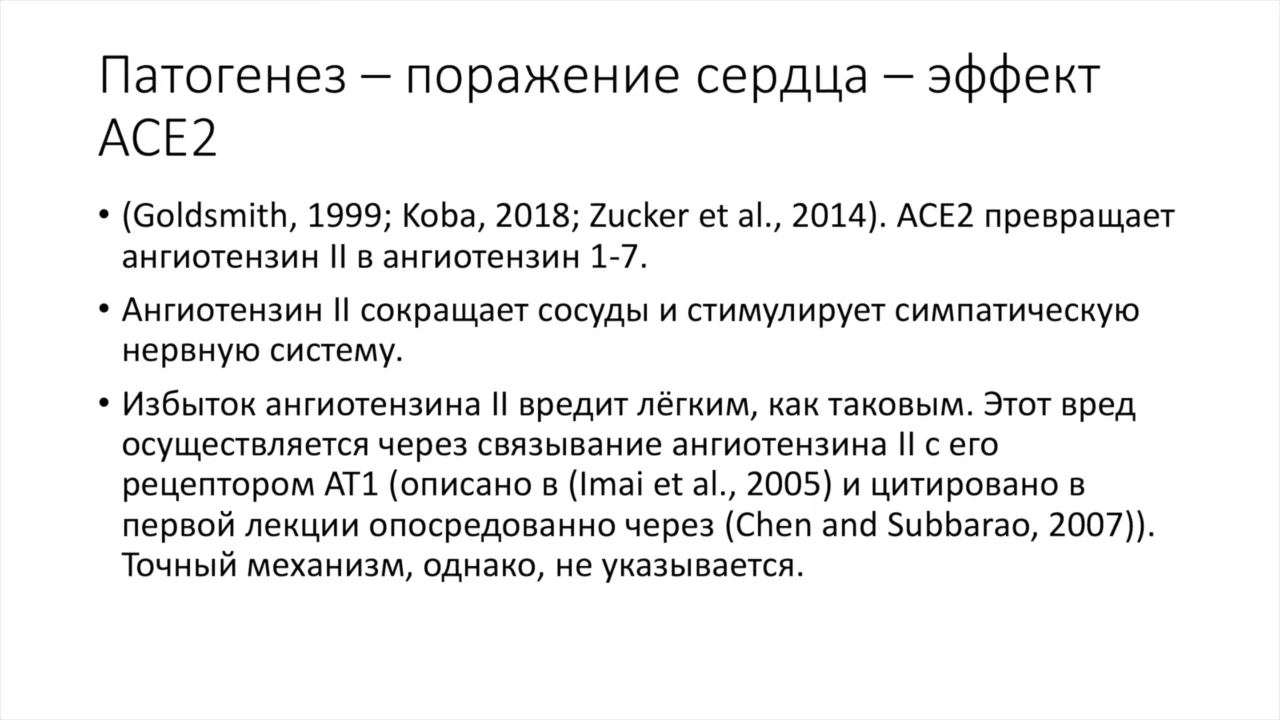 Патогенез – поражение сердца – эффект
ACE2
• (Goldsmith, 1999; Koba, 2018; Zucker et al., 2014). ACE2 превращает
ангиотензин II в ангиотензин 1-7.
• Ангиотензин II сокращает сосуды и стимулирует симпатическую
нервную систему.
• Избыток ангиотензина II вредит лёгким, как таковым. Этот вред
осуществляется через связывание ангиотензина II с его
рецептором AT1 (описано в (Imai et al., 2005) и цитировано в
первой лекции опосредованно через (Chen and Subbarao, 2007)).
Точный механизм, однако, не указывается.